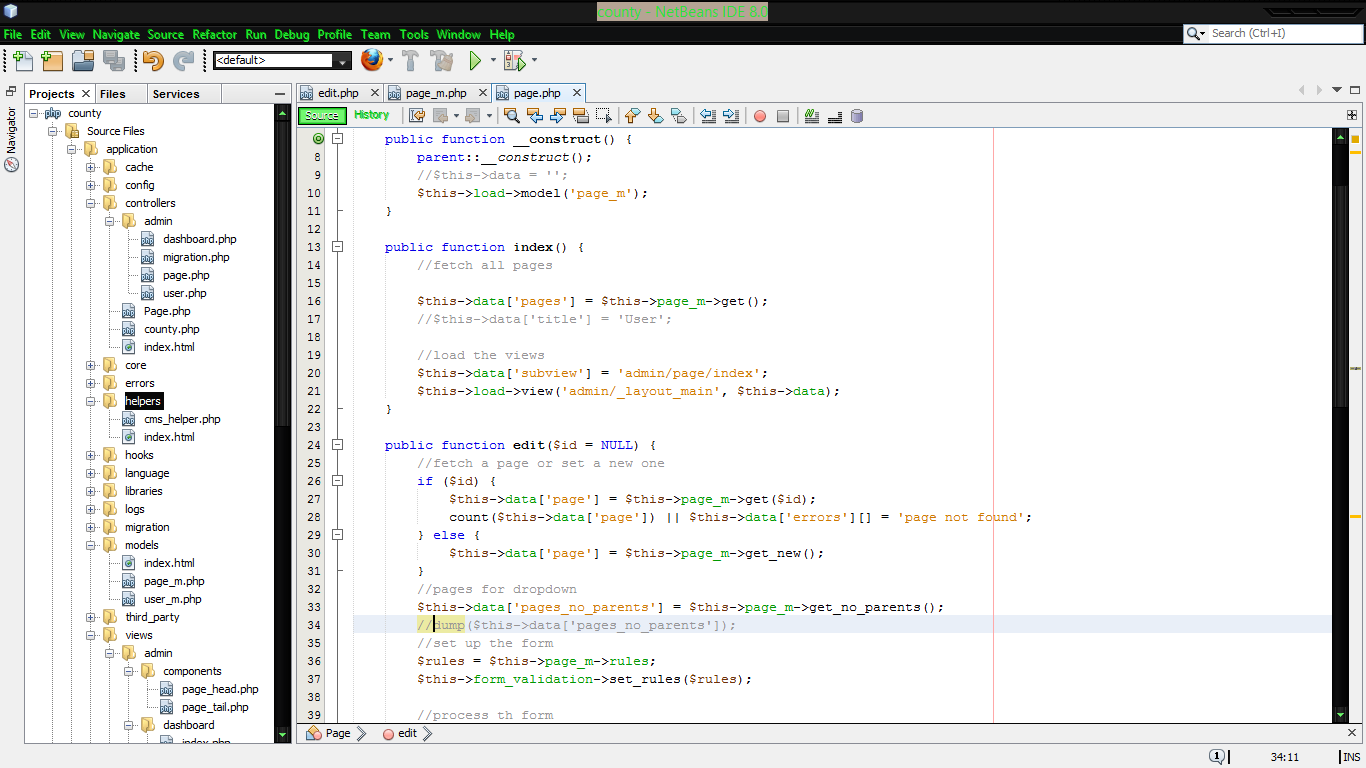 county - NetBeans IDE 8.0
File Edit View Navigate Source Refactor Run Debug Profile Team Tools Window Help
Search (Ctrl+I)
<default>
Projects Files Services
Navigator
county
Source Files
application
cache
config
controllers
admin
dashboard.php
migration.php
page.php
user.php
Page.php
county.php
index.html
core
errors
helpers
cms_helper.php
index.html
hooks
language
libraries
logs
migration
models
index.html
page_m.php
user_m.php
third_party
views
admin
components
page_head.php
page_tail.php
dashboard
index.php
edit.php page_m.php page.php
Source History
public function __construct() {
8 parent::__construct();
9 //$this->data = '';
10 $this->load->model('page_m');
11 }
12
13 public function index() {
14 //fetch all pages
15
16 $this->data['pages'] = $this->page_m->get();
17 //$this->data['title'] = 'User';
18
19 //load the views
20 $this->data['subview'] = 'admin/page/index';
21 $this->load->view('admin/_layout_main', $this->data);
22 }
23
24 public function edit($id = NULL) {
25 //fetch a page or set a new one
26 if ($id) {
27 $this->data['page'] = $this->page_m->get($id);
28 count($this->data['page']) || $this->data['errors'][] = 'page not found';
29 } else {
30 $this->data['page'] = $this->page_m->get_new();
31 }
32 //pages for dropdown
33 $this->data['pages_no_parents'] = $this->page_m->get_no_parents();
34 //dump($this->data['pages_no_parents']);
35 //set up the form
36 $rules = $this->page_m->rules;
37 $this->form_validation->set_rules($rules);
38
39 //process th form
Page edit
1 34:11 INS